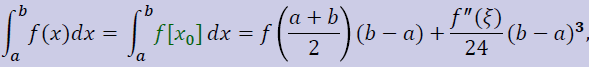 ∫_a^b f(x)dx = ∫_a^b f[x₀] dx = f((a + b)/2)(b − a) + f″(ξ)/24 (b − a)³,